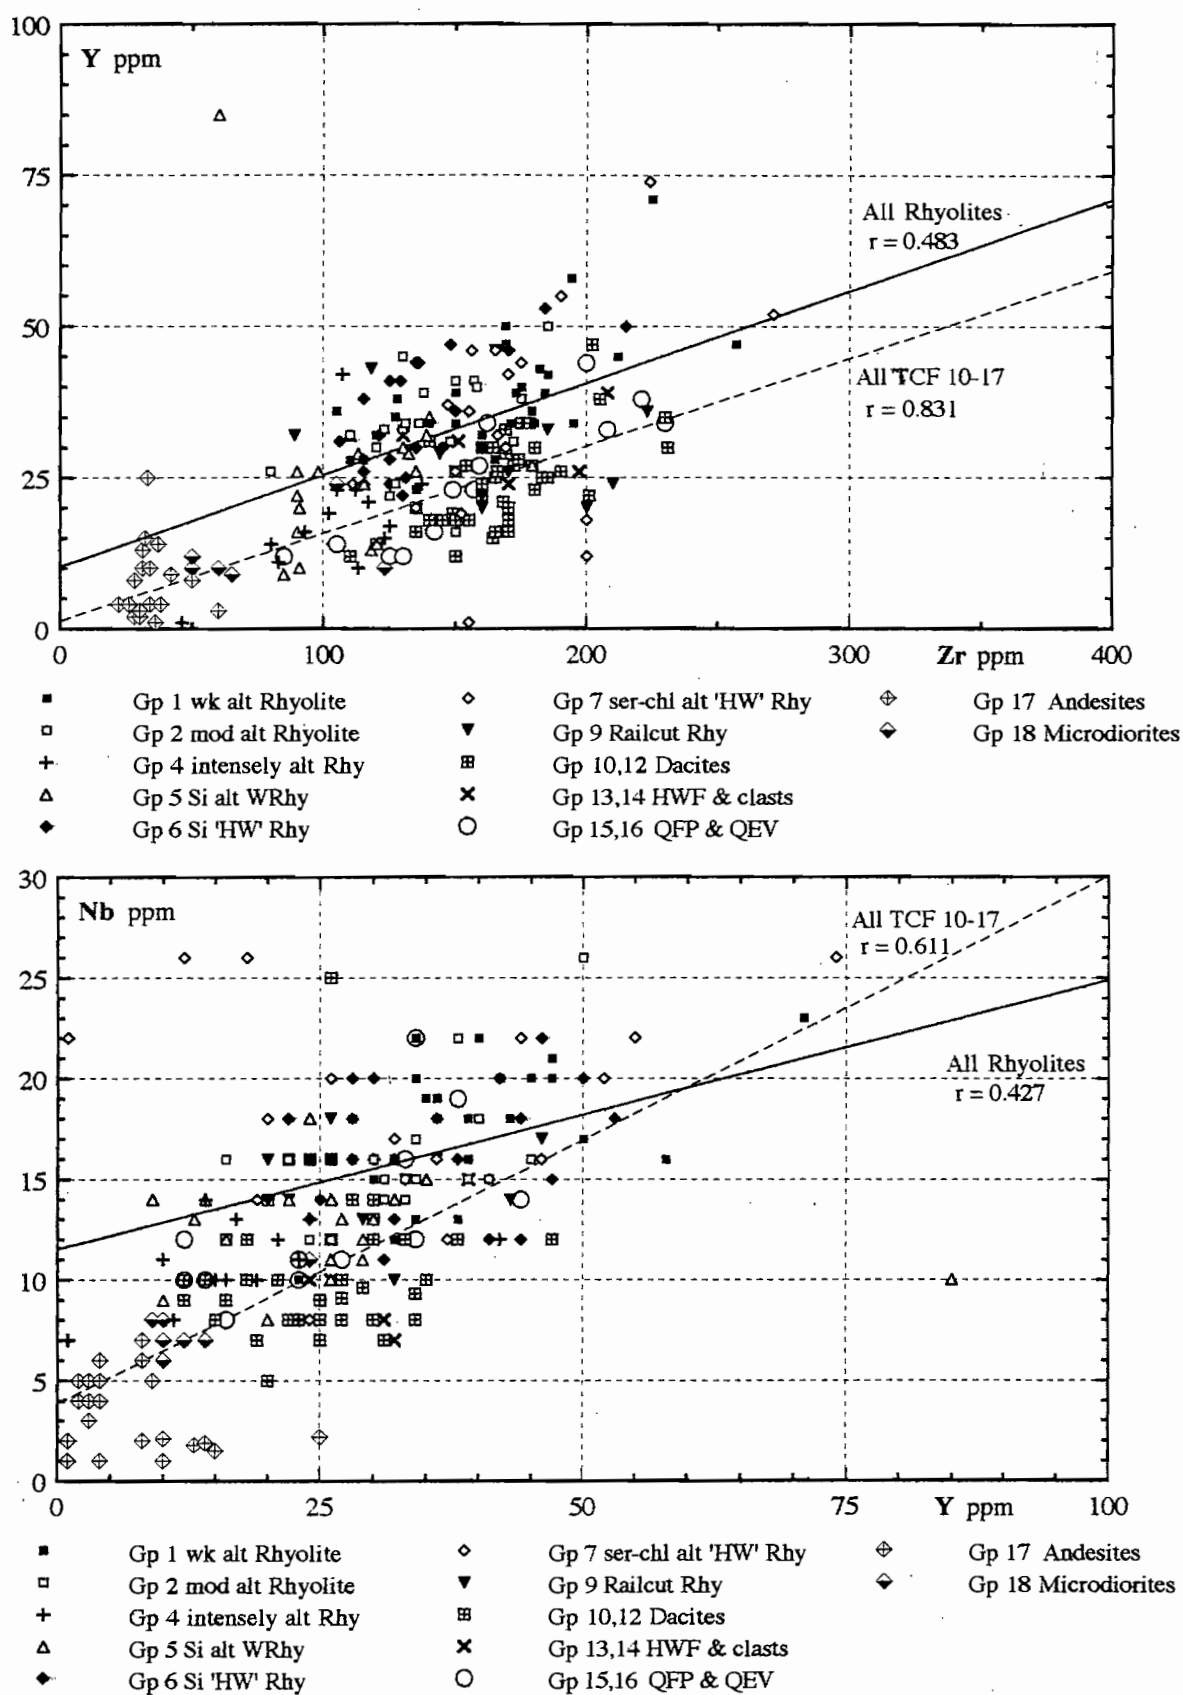 100
Y ppm
75
All Rhyolites
r = 0.483
50
All TCF 10-17
r = 0.831
25
0
0 100 200 300 Zr ppm 400
Gp 1 wk alt Rhyolite
Gp 2 mod alt Rhyolite
Gp 4 intensely alt Rhy
Gp 5 Si alt WRhy
Gp 6 Si 'HW' Rhy
Gp 7 ser-chl alt 'HW' Rhy
Gp 9 Railcut Rhy
Gp 10,12 Dacites
Gp 13,14 HWF & clasts
Gp 15,16 QFP & QEV
Gp 17 Andesites
Gp 18 Microdiorites
30
Nb ppm
All TCF 10-17
r = 0.611
25
20
All Rhyolites
r = 0.427
15
10
5
0
0 25 50 75 Y ppm 100
Gp 1 wk alt Rhyolite
Gp 2 mod alt Rhyolite
Gp 4 intensely alt Rhy
Gp 5 Si alt WRhy
Gp 6 Si 'HW' Rhy
Gp 7 ser-chl alt 'HW' Rhy
Gp 9 Railcut Rhy
Gp 10,12 Dacites
Gp 13,14 HWF & clasts
Gp 15,16 QFP & QEV
Gp 17 Andesites
Gp 18 Microdiorites